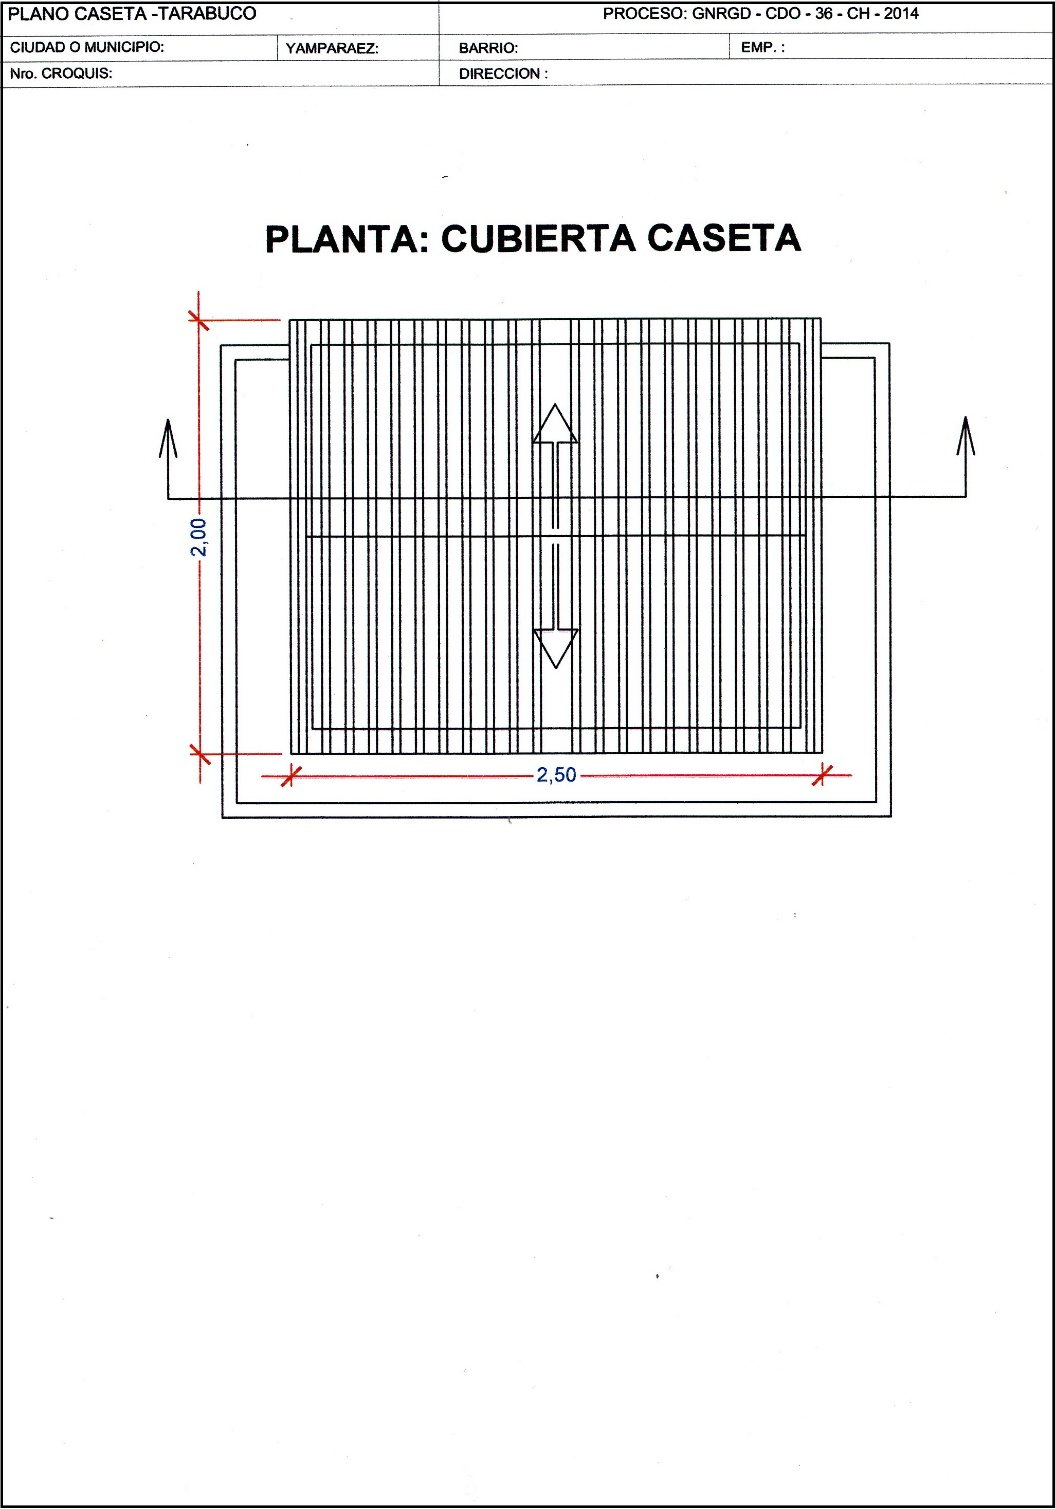 PLANO CASETA -TARABUCO
PROCESO: GNRGD - CDO - 36 - CH - 2014
CIUDAD O MUNICIPIO:
YAMPARAEZ:
BARRIO:
EMP. :
Nro. CROQUIS:
DIRECCION :
PLANTA: CUBIERTA CASETA
2,00
2,50